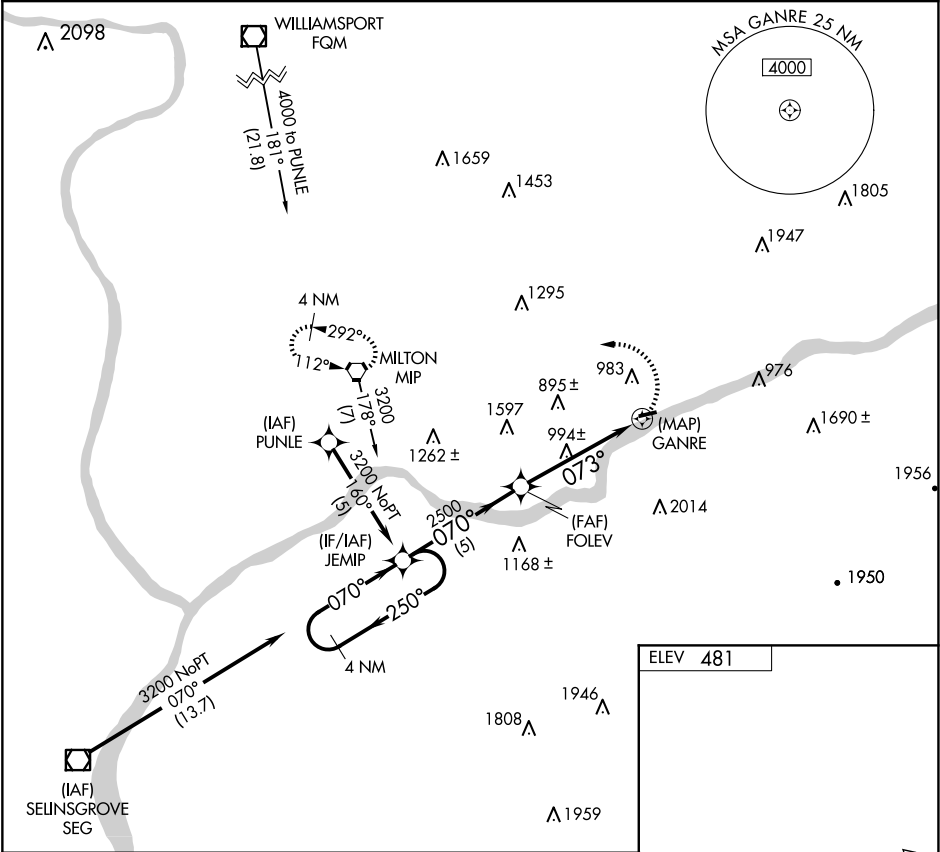 2098
WILLIAMSPORT
FQM
4000 to PUNLE
181°
(21.8)
MSA GANRE 25 NM
4000
1659
1453
1805
1947
1295
4 NM
292°
112°
MILTON
MIP
3200
178°
(7)
983
976
895 ±
1597
994±
1262 ±
(MAP)
GANRE
1690 ±
(IAF)
PUNLE
3200 NoPT
160°
(5)
073°
1956
2500
070°
(5)
(FAF)
FOLEV
2014
(IF/IAF)
JEMIP
1168 ±
1950
070°
250°
4 NM
ELEV 481
3200 NoPT
070°
(13.7)
1946
1808
(IAF)
SELINSGROVE
SEG
1959